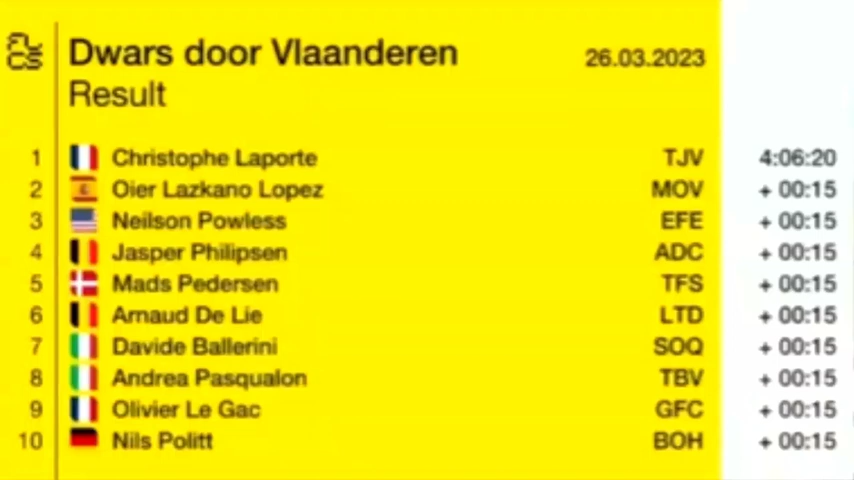 Dwars door Vlaanderen 26.03.2023
Result
1 Christophe Laporte TJV 4:06:20
2 Oier Lazkano Lopez MOV + 00:15
3 Neilson Powless EFE + 00:15
4 Jasper Philipsen ADC + 00:15
5 Mads Pedersen TFS + 00:15
6 Arnaud De Lie LTD + 00:15
7 Davide Ballerini SOQ + 00:15
8 Andrea Pasqualon TBV + 00:15
9 Olivier Le Gac GFC + 00:15
10 Nils Politt BOH + 00:15